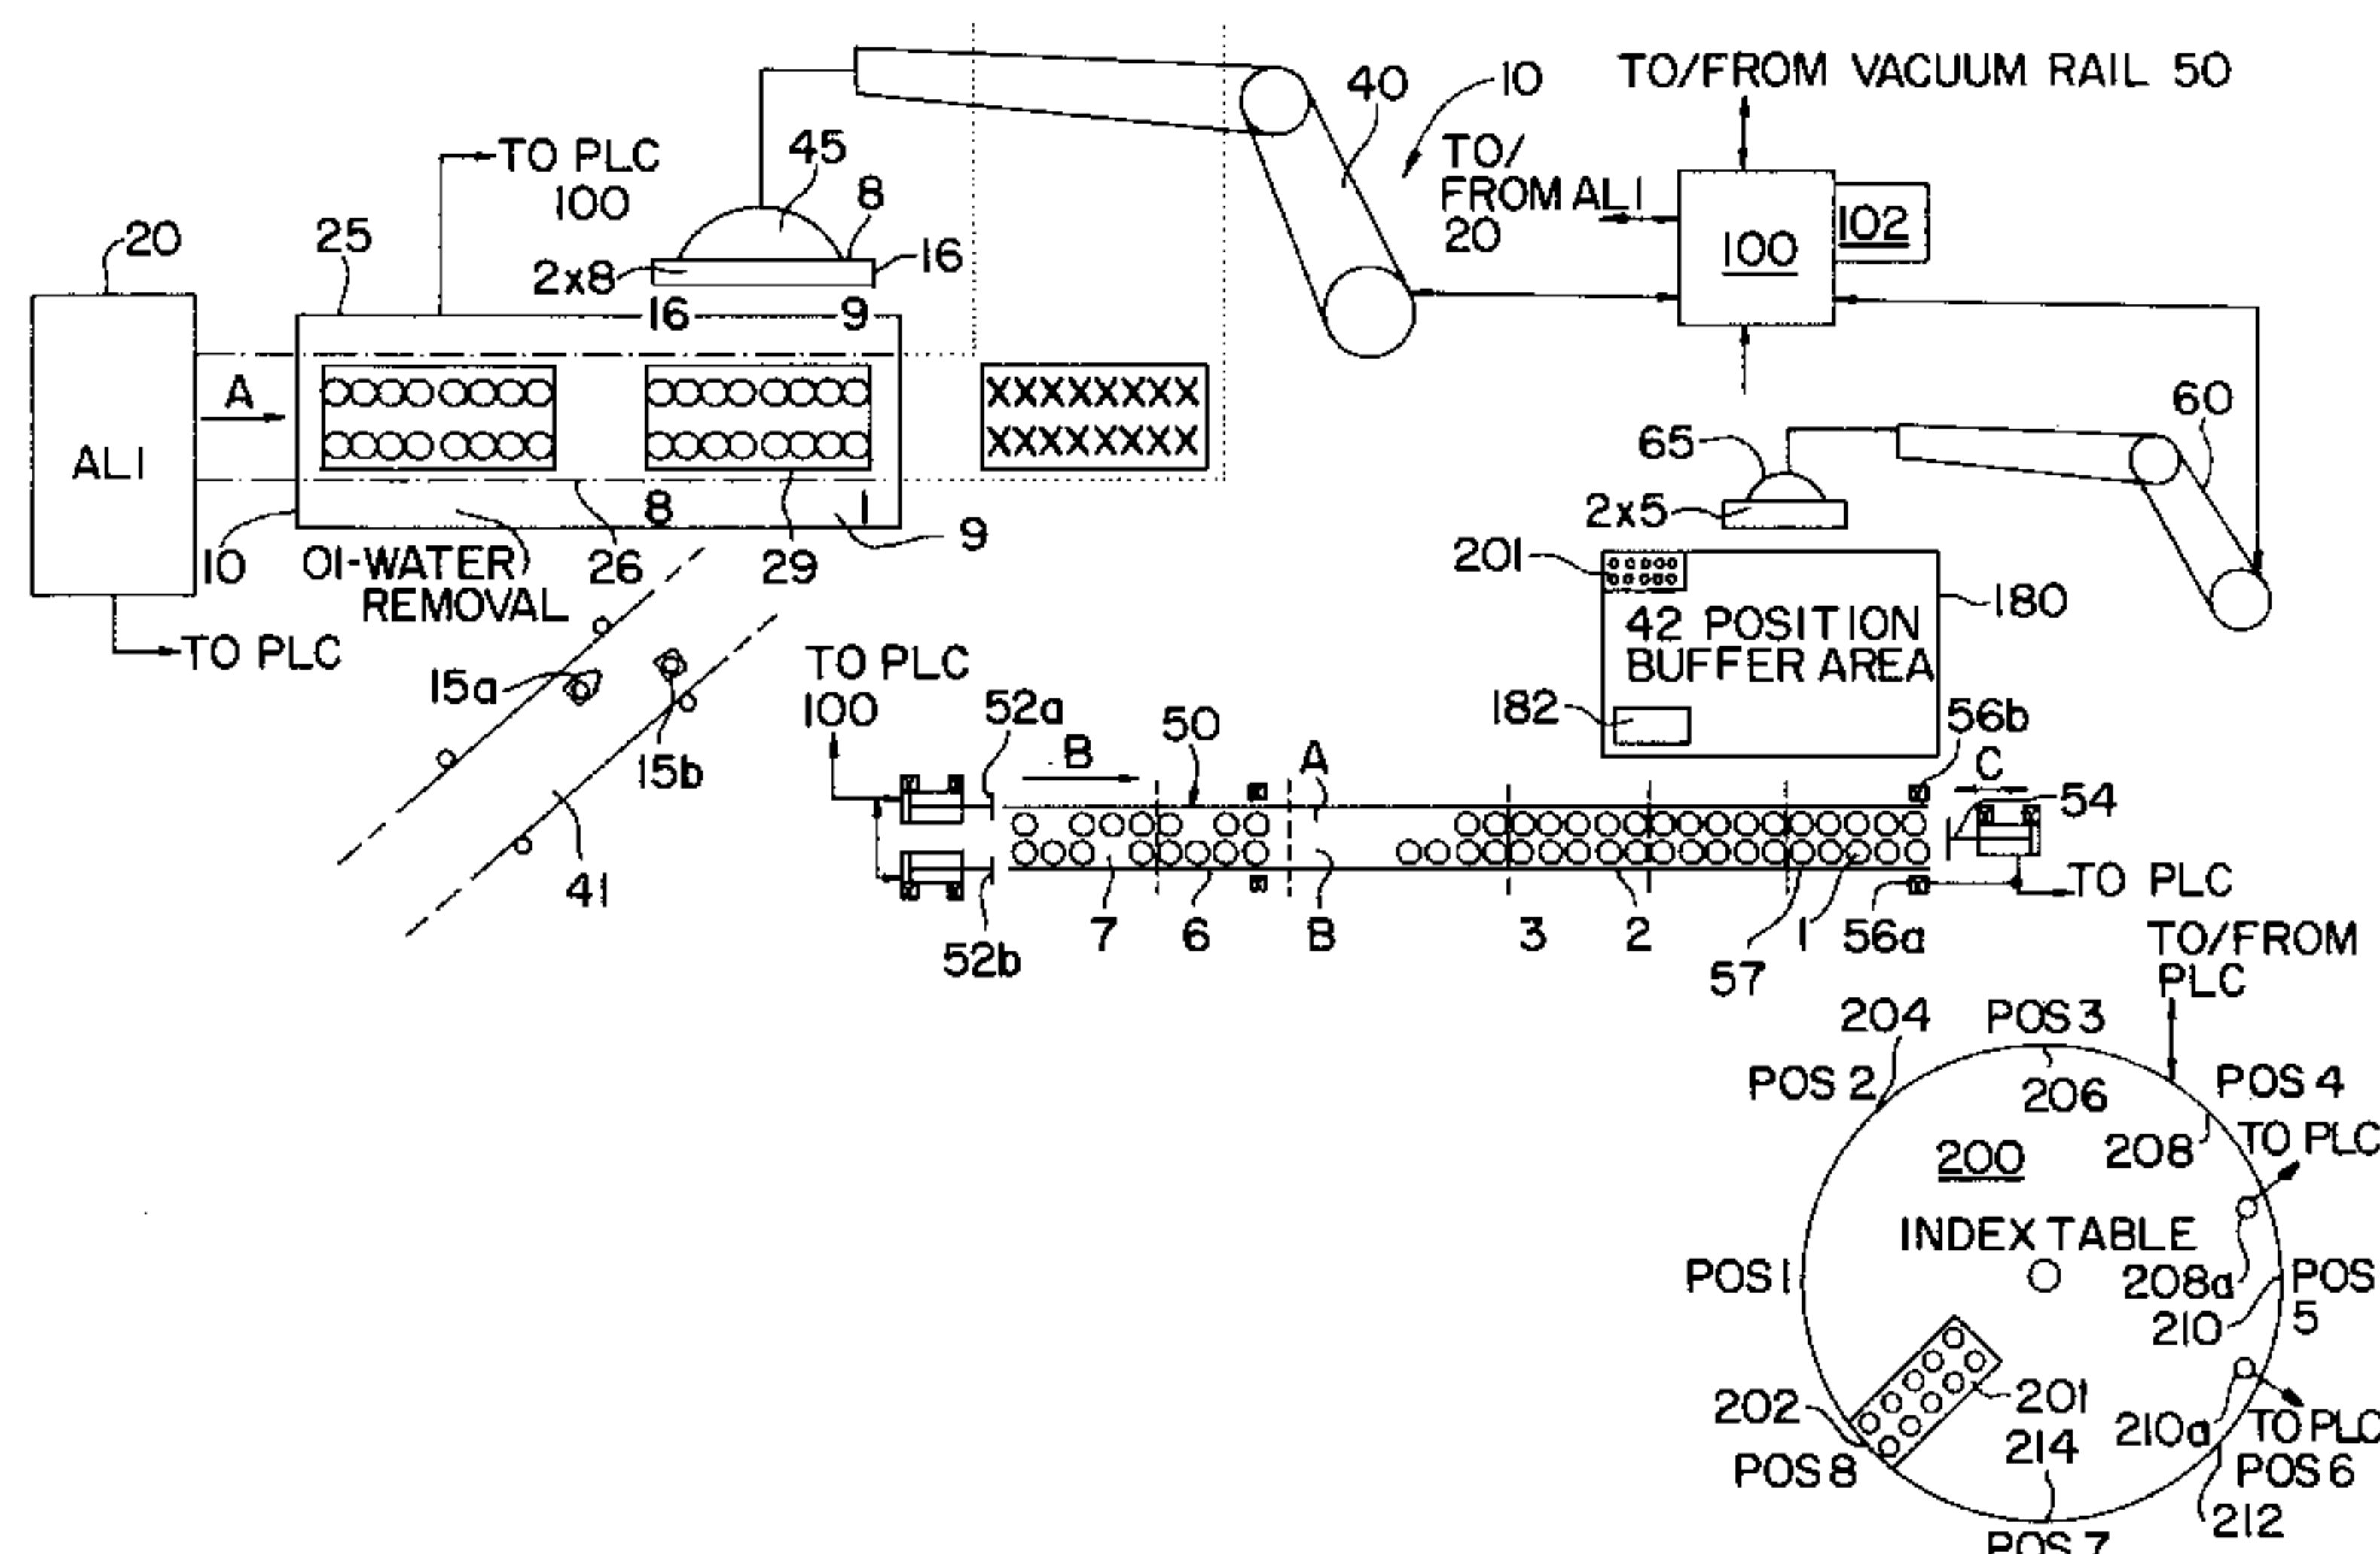 TO/FROM VACUUM RAIL 50
40
10
TO PLC
100
45
8
TO/
FROM ALI
20
100
102
20
25
2x8
16
16
9
A
ALI
XXXXXXXX
XXXXXXXX
60
65
2x5
8
1
9
10
OI-WATER
REMOVAL
26
29
201
42 POSITION
BUFFER AREA
180
182
TO PLC
15a
15b
41
TO PLC
100
52a
B
50
A
56b
C
54
52b
7
6
B
3
2
57
1
56a
TO PLC
TO/FROM
PLC
204
POS 3
POS 2
206
POS 4
208
TO PLC
200
INDEX TABLE
POS 1
208a
POS
5
210
202
201
210a
TO PLC
POS 8
214
POS 6
212
POS 7